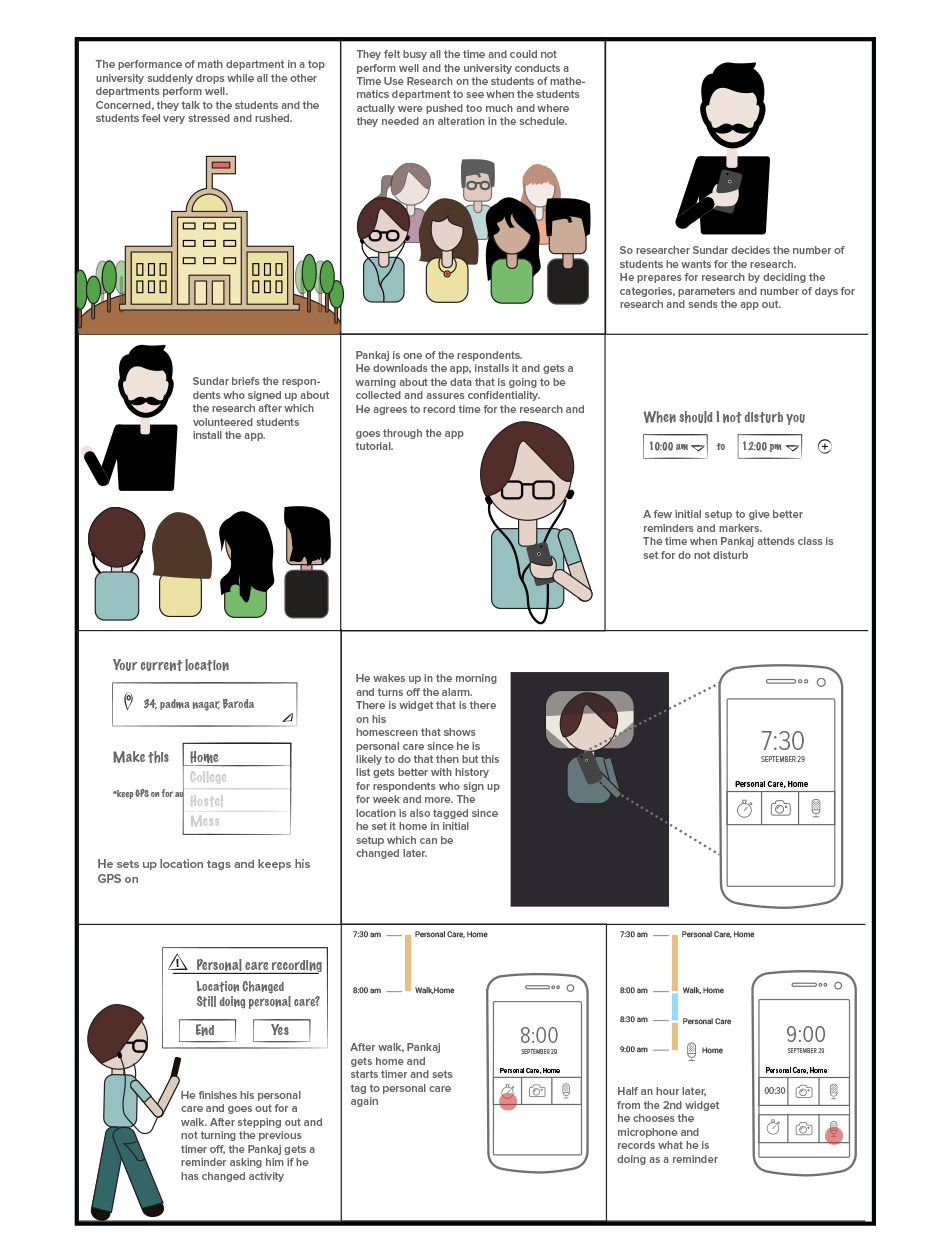 The performance of math department in a top
university suddenly drops while all the other
departments perform well.
Concerned, they talk to the students and the
students feel very stressed and rushed.
They felt busy all the time and could not
perform well and the university conducts a
Time Use Research on the students of mathe-
matics department to see when the students
actually were pushed too much and where
they needed an alteration in the schedule.
So researcher Sundar decides the number of
students he wants for the research.
He prepares for research by deciding the
categories, parameters and number of days for
research and sends the app out.
Sundar briefs the respon-
dents who signed up about
the research after which
volunteered students
install the app.
Pankaj is one of the respondents.
He downloads the app, installs it and gets a
warning about the data that is going to be
collected and assures confidentiality.
He agrees to record time for the research and
goes through the app
tutorial.
When should I not disturb you
10:00 am to 12:00 pm +
A few initial setup to give better
reminders and markers.
The time when Pankaj attends class is
set for do not disturb
Your current location
34, padma nagar, Baroda
Make this Home
College
*keep GPS on for au
Hostel
Mess
He sets up location tags and keeps his
GPS on
He wakes up in the morning
and turns off the alarm.
There is widget that is there
on his
homescreen that shows
personal care since he is
likely to do that then but this
list gets better with history
for respondents who sign up
for week and more. The
location is also tagged since
he set it home in initial
setup which can be
changed later.
7:30
SEPTEMBER 29
Personal Care, Home
Personal care recording
Location Changed
Still doing personal care?
End Yes
He finishes his personal
care and goes out for a
walk. After stepping out and
not turning the previous
timer off, the Pankaj gets a
reminder asking him if he
has changed activity
7:30 am Personal Care, Home
8:00 am Walk,Home
After walk, Pankaj
gets home and
starts timer and sets
tag to personal care
again
8:00
SEPTEMBER 29
Personal Care, Home
7:30 am Personal Care, Home
8:00 am Walk, Home
8:30 am Personal Care
9:00 am Home
Half an hour later,
from the 2nd widget
he chooses the
microphone and
records what he is
doing as a reminder
9:00
SEPTEMBER 29
Personal Care, Home
00:30